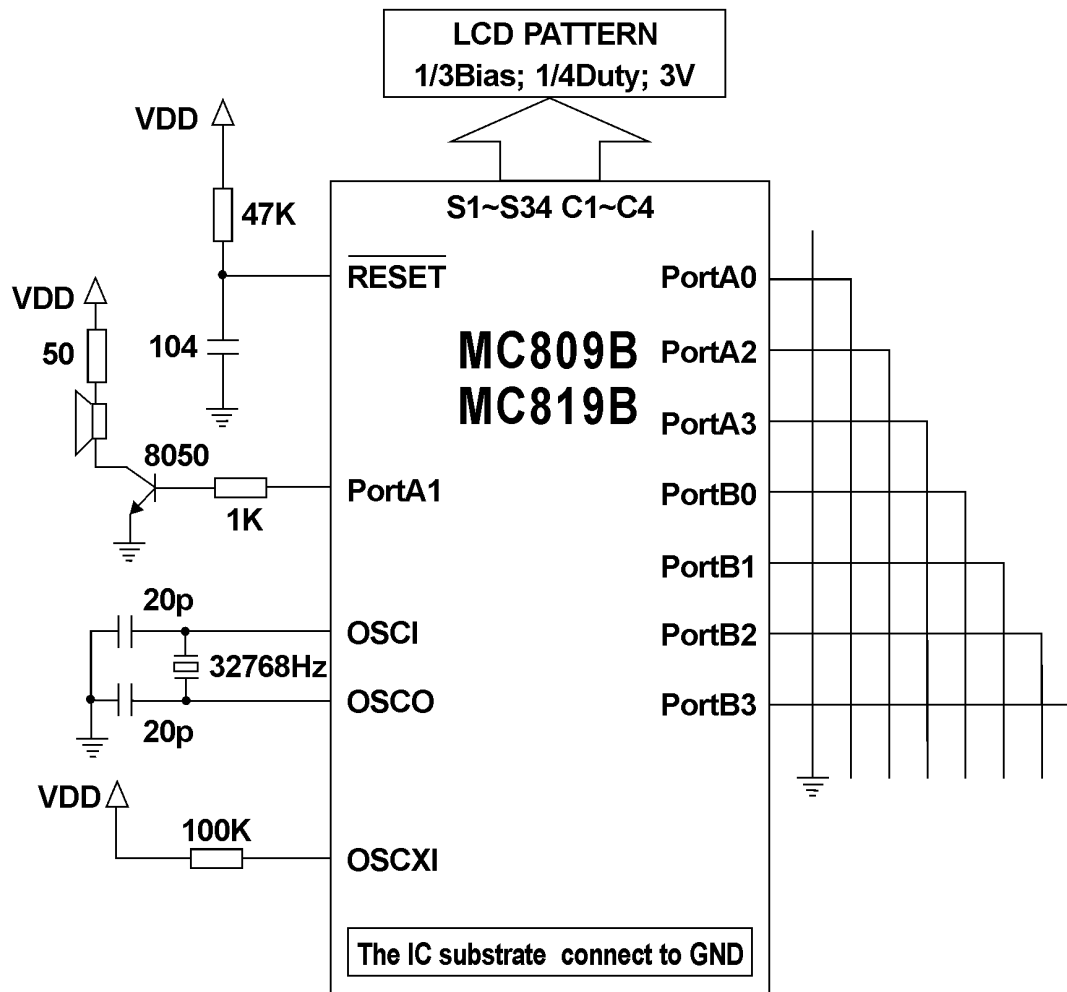 LCD PATTERN
1/3Bias; 1/4Duty; 3V
VDD
S1~S34 C1~C4
47K
RESET
PortA0
VDD
50
104
MC809B
MC819B
PortA2
PortA3
8050
PortA1
1K
PortB0
PortB1
20p
OSCI
PortB2
32768Hz
OSCO
PortB3
20p
VDD
100K
OSCXI
The IC substrate connect to GND